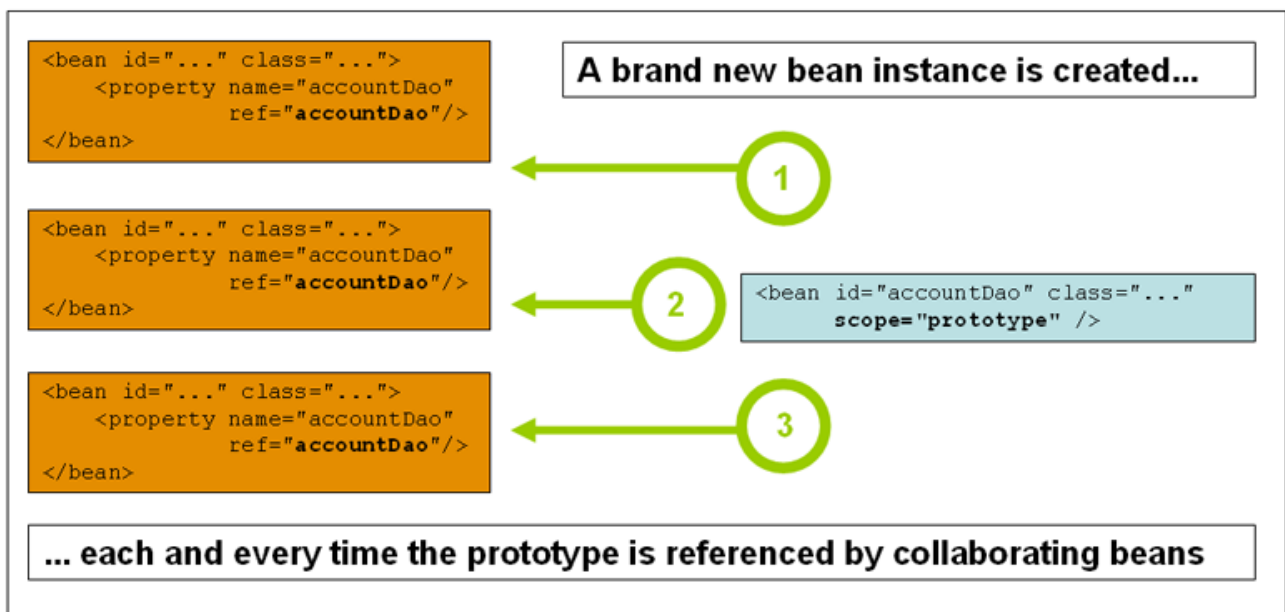 <bean id="..." class="...">
<property name="accountDao"
ref="accountDao"/>
</bean>
A brand new bean instance is created...
1
<bean id="..." class="...">
<property name="accountDao"
ref="accountDao"/>
</bean>
2
<bean id="accountDao" class="..."
scope="prototype" />
<bean id="..." class="...">
<property name="accountDao"
ref="accountDao"/>
</bean>
3
... each and every time the prototype is referenced by collaborating beans